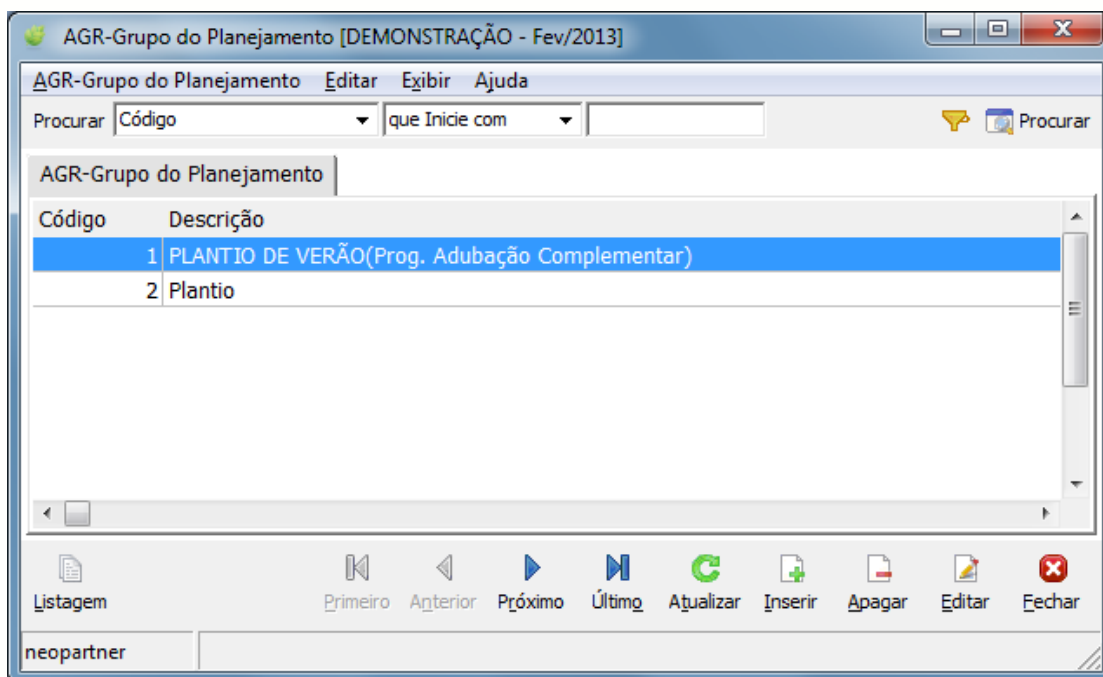 AGR-Grupo do Planejamento [DEMONSTRAÇÃO - Fev/2013]
AGR-Grupo do Planejamento Editar Exibir Ajuda
Procurar Código que Inicie com Procurar
AGR-Grupo do Planejamento
Código Descrição
1 PLANTIO DE VERÃO(Prog. Adubação Complementar)
2 Plantio
Listagem Primeiro Anterior Próximo Último Atualizar Inserir Apagar Editar Fechar
neopartner